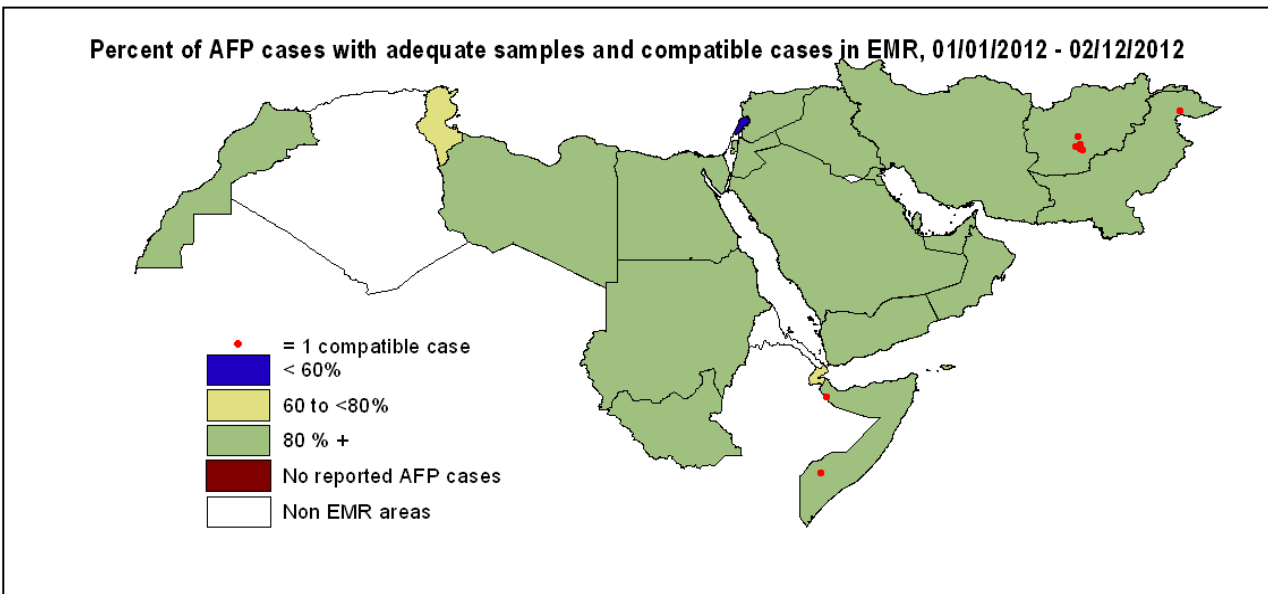 Percent of AFP cases with adequate samples and compatible cases in EMR, 01/01/2012 - 02/12/2012
= 1 compatible case
< 60%
60 to <80%
80 % +
No reported AFP cases
Non EMR areas